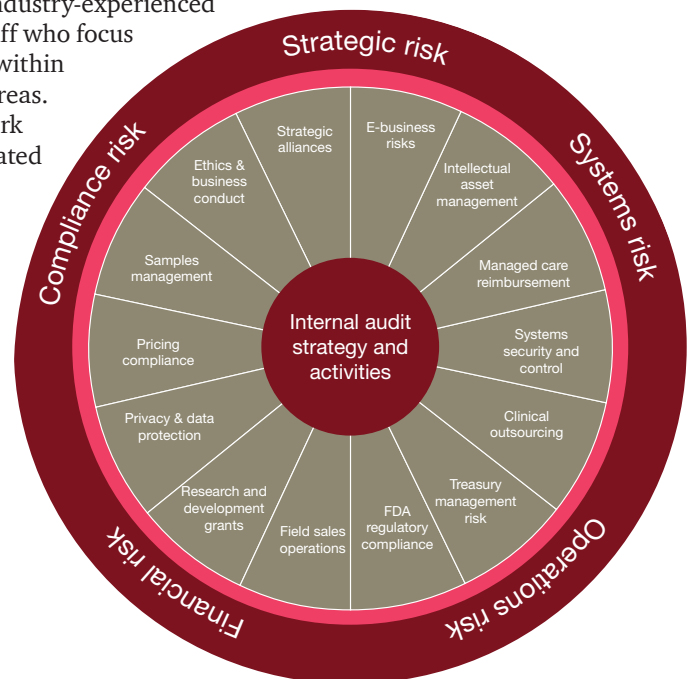 industry-experienced
ff who focus
within
reas.
rk
ated
Strategic risk
Systems risk
Operations risk
Financial risk
Compliance risk
Strategic
alliances
E-business
risks
Intellectual
asset
management
Managed care
reimbursement
Systems
security and
control
Clinical
outsourcing
Treasury
management
risk
FDA
regulatory
compliance
Field sales
operations
Research and
development
grants
Privacy & data
protection
Pricing
compliance
Samples
management
Ethics &
business
conduct
Internal audit
strategy and
activities